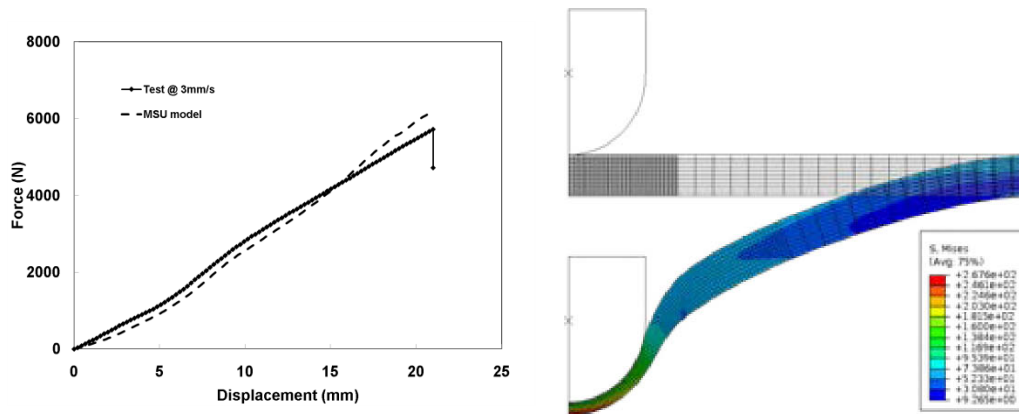 8000
6000
4000
2000
0
Force (N)
Test @ 3mm/s
MSU model
0 5 10 15 20 25
Displacement (mm)
S, Mises
(Avg: 75%)
+2.676e+02
+2.461e+02
+2.246e+02
+2.030e+02
+1.815e+02
+1.600e+02
+1.384e+02
+1.169e+02
+9.539e+01
+7.386e+01
+5.233e+01
+3.080e+01
+9.265e+00